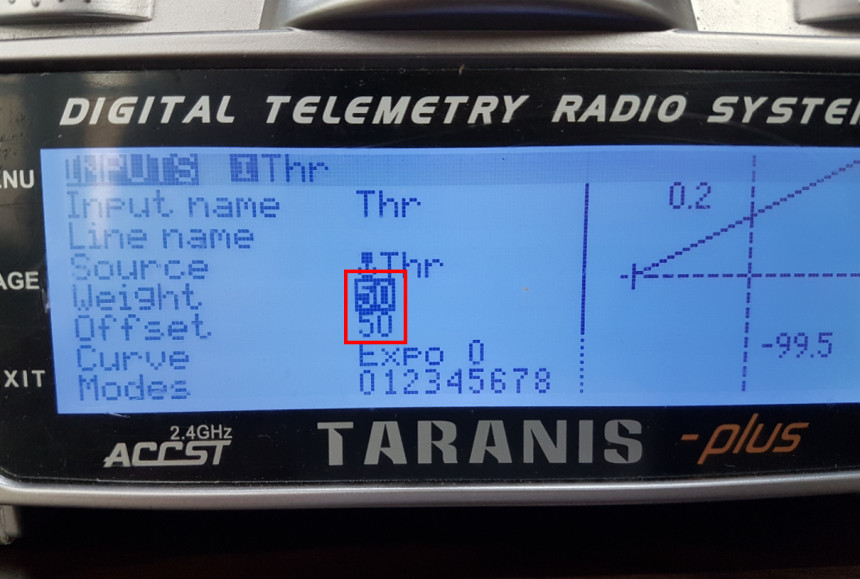 DIGITAL TELEMETRY RADIO SYSTEM
INPUTS I Thr
ENU
Input name Thr
Line name
Source Thr
AGE
Weight 50
Offset 50
Curve Expo 0
XIT
Modes 012345678
0.2
-99.5
2.4GHz
ACCST
TARANIS -plus